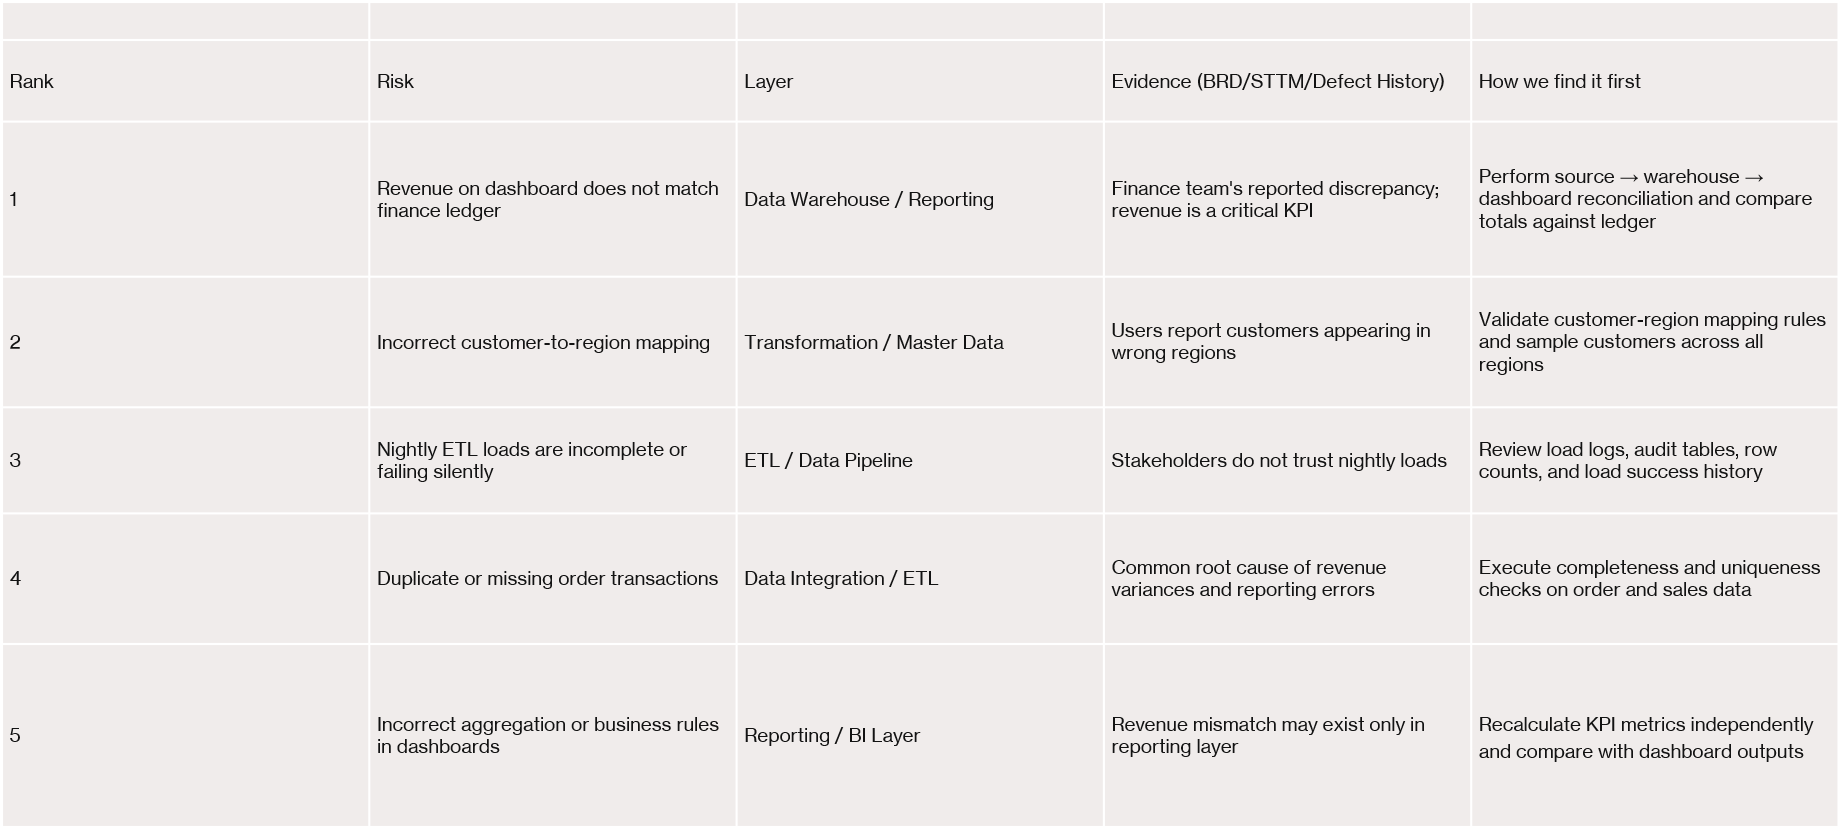 Rank
Risk
Layer
Evidence (BRD/STTM/Defect History)
How we find it first
1
Revenue on dashboard does not match
finance ledger
Data Warehouse / Reporting
Finance team's reported discrepancy;
revenue is a critical KPI
Perform source → warehouse →
dashboard reconciliation and compare
totals against ledger
2
Incorrect customer-to-region mapping
Transformation / Master Data
Users report customers appearing in
wrong regions
Validate customer-region mapping rules
and sample customers across all
regions
3
Nightly ETL loads are incomplete or
failing silently
ETL / Data Pipeline
Stakeholders do not trust nightly loads
Review load logs, audit tables, row
counts, and load success history
4
Duplicate or missing order transactions
Data Integration / ETL
Common root cause of revenue
variances and reporting errors
Execute completeness and uniqueness
checks on order and sales data
5
Incorrect aggregation or business rules
in dashboards
Reporting / BI Layer
Revenue mismatch may exist only in
reporting layer
Recalculate KPI metrics independently
and compare with dashboard outputs